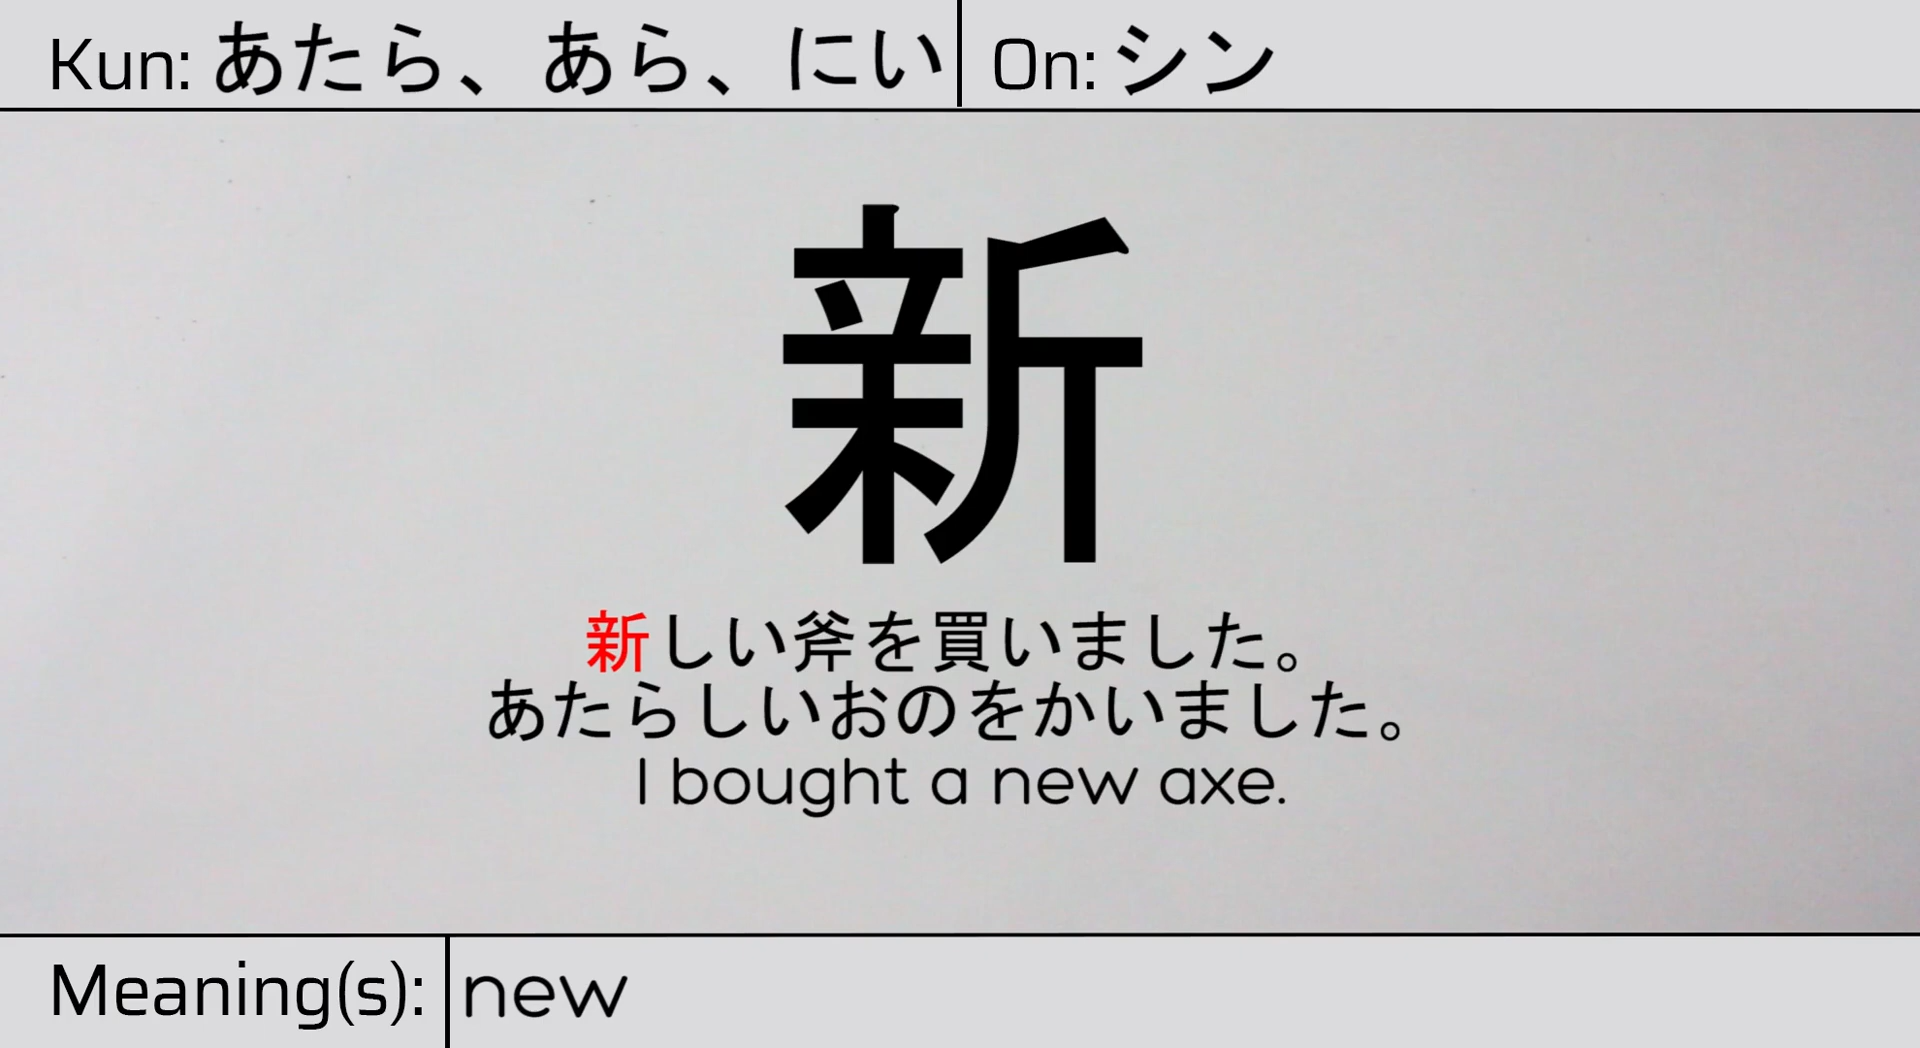 Kun: あたら、あら、にい On: シン
新
新しい斧を買いました。
あたらしいおのをかいました。
I bought a new axe.
Meaning(s): new